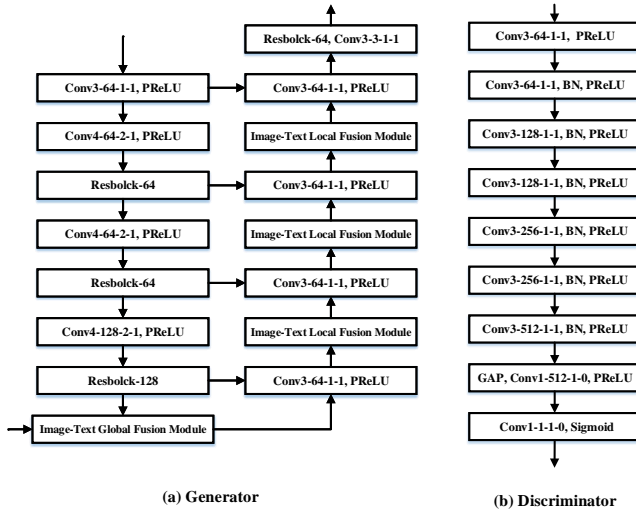 Conv3-64-1-1, PReLU
Conv4-64-2-1, PReLU
Resbolck-64
Conv4-64-2-1, PReLU
Resbolck-64
Conv4-128-2-1, PReLU
Resbolck-128
Image-Text Global Fusion Module
Resbolck-64, Conv3-3-1-1
Conv3-64-1-1, PReLU
Image-Text Local Fusion Module
Conv3-64-1-1, PReLU
Image-Text Local Fusion Module
Conv3-64-1-1, PReLU
Image-Text Local Fusion Module
Conv3-64-1-1, PReLU
(a) Generator
Conv3-64-1-1, PReLU
Conv3-64-1-1, BN, PReLU
Conv3-128-1-1, BN, PReLU
Conv3-128-1-1, BN, PReLU
Conv3-256-1-1, BN, PReLU
Conv3-256-1-1, BN, PReLU
Conv3-512-1-1, BN, PReLU
GAP, Conv1-512-1-0, PReLU
Conv1-1-1-0, Sigmoid
(b) Discriminator